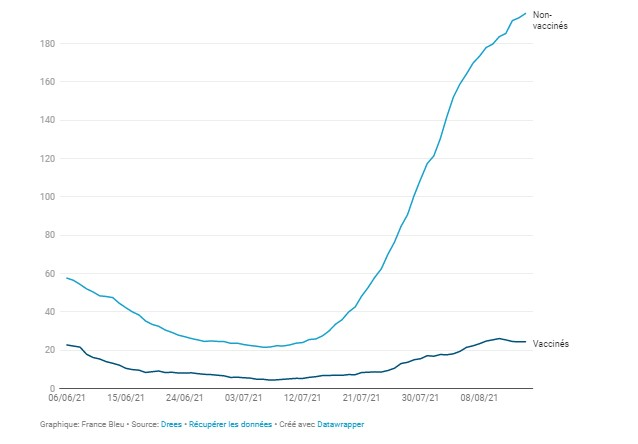 Non-
vaccinés
180
160
140
120
100
80
60
40
20
Vaccinés
0
06/06/21 15/06/21 24/06/21 03/07/21 12/07/21 21/07/21 30/07/21 08/08/21
Graphique: France Bleu • Source: Drees • Récupérer les données • Créé avec Datawrapper